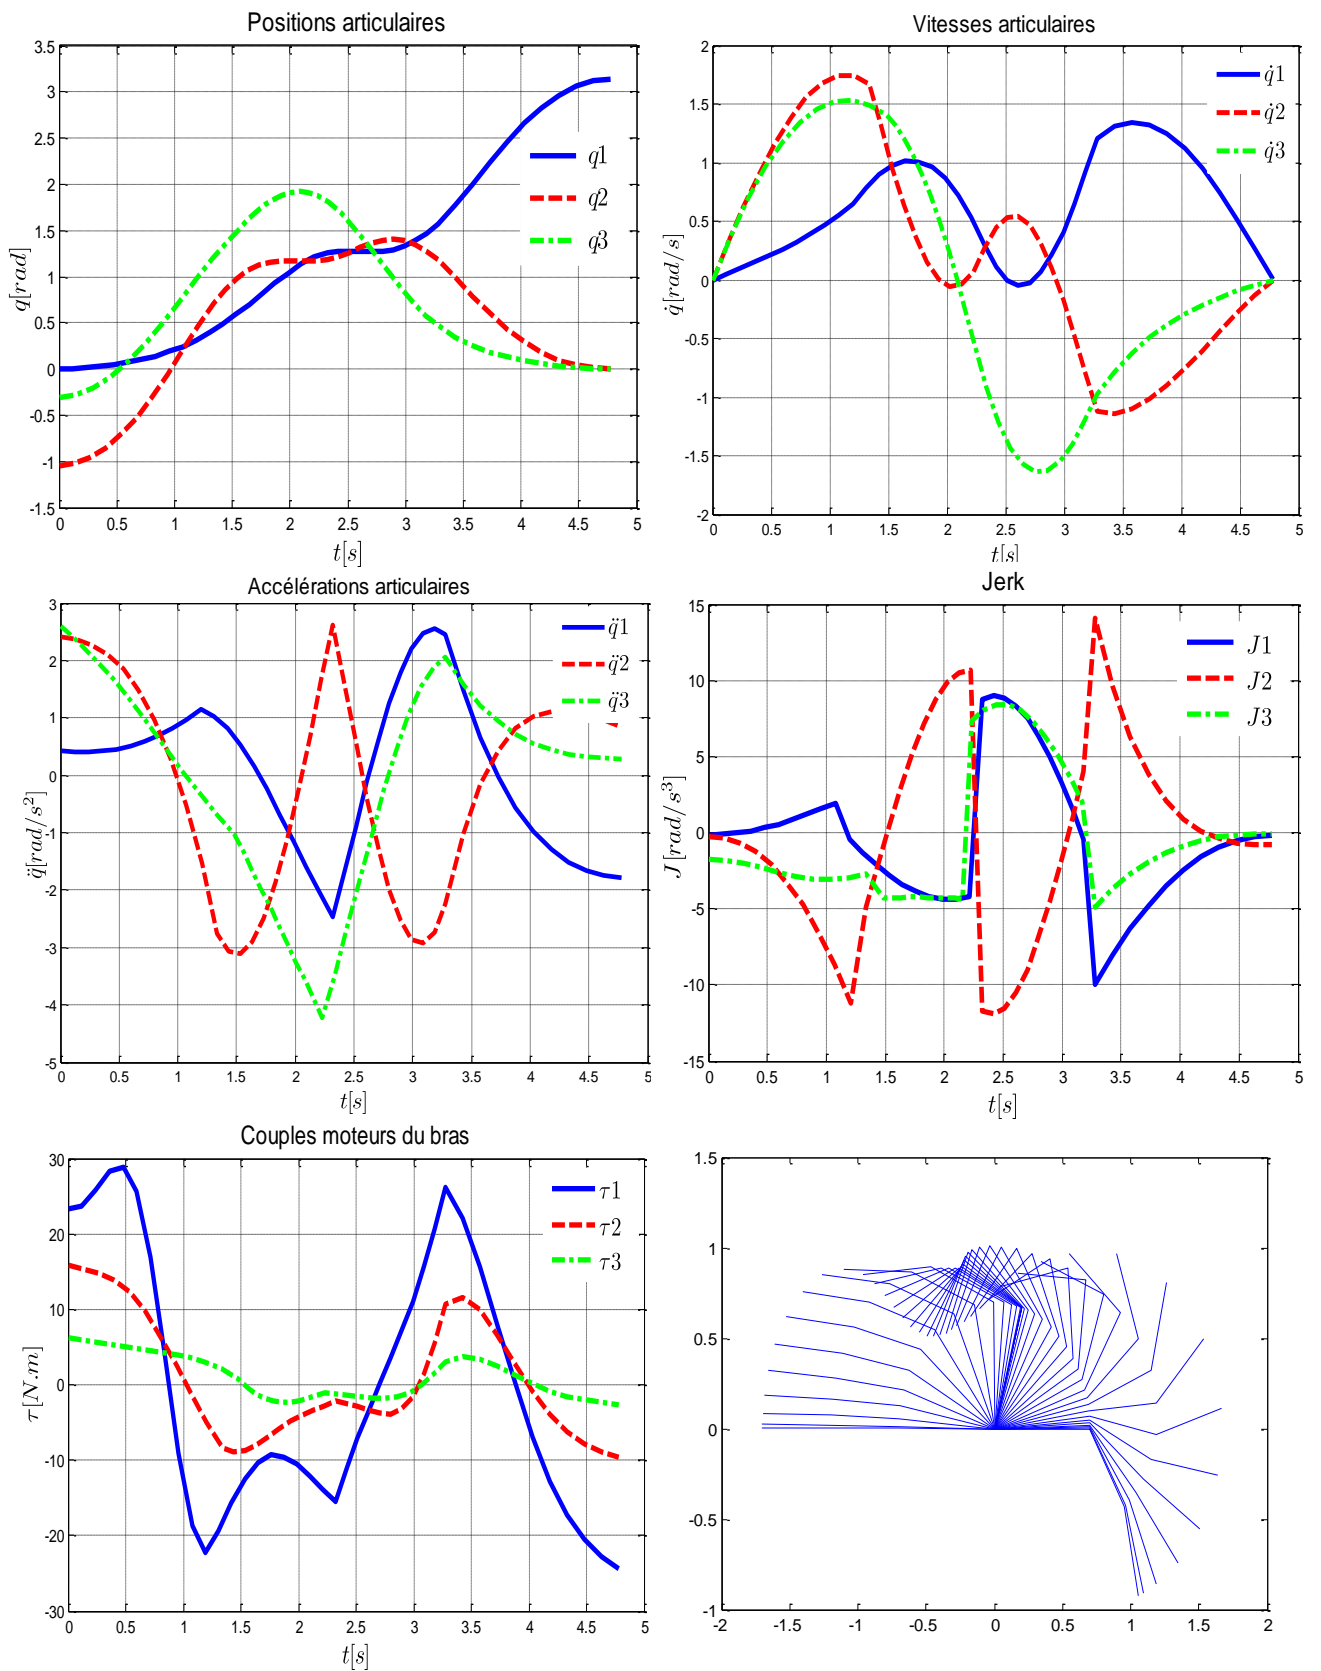 Positions articulaires
3.5
3
2.5
2
1.5
1
0.5
0
-0.5
-1
-1.5
q[rad]
q1
q2
q3
0 0.5 1 1.5 2 2.5 3 3.5 4 4.5 5
t[s]
Vitesses articulaires
2
1.5
1
0.5
0
-0.5
-1
-1.5
-2
q̇[rad/s]
q̇1
q̇2
q̇3
0 0.5 1 1.5 2 2.5 3 3.5 4 4.5 5
t[s]
Accélérations articulaires
3
2
1
0
-1
-2
-3
-4
-5
q̈[rad/s²]
q̈1
q̈2
q̈3
0 0.5 1 1.5 2 2.5 3 3.5 4 4.5 5
t[s]
Jerk
15
10
5
0
-5
-10
-15
J[rad/s³]
J1
J2
J3
0 0.5 1 1.5 2 2.5 3 3.5 4 4.5 5
t[s]
Couples moteurs du bras
30
20
10
0
-10
-20
-30
τ[N.m]
τ1
τ2
τ3
0 0.5 1 1.5 2 2.5 3 3.5 4 4.5 5
t[s]
1.5
1
0.5
0
-0.5
-1
-2 -1.5 -1 -0.5 0 0.5 1 1.5 2